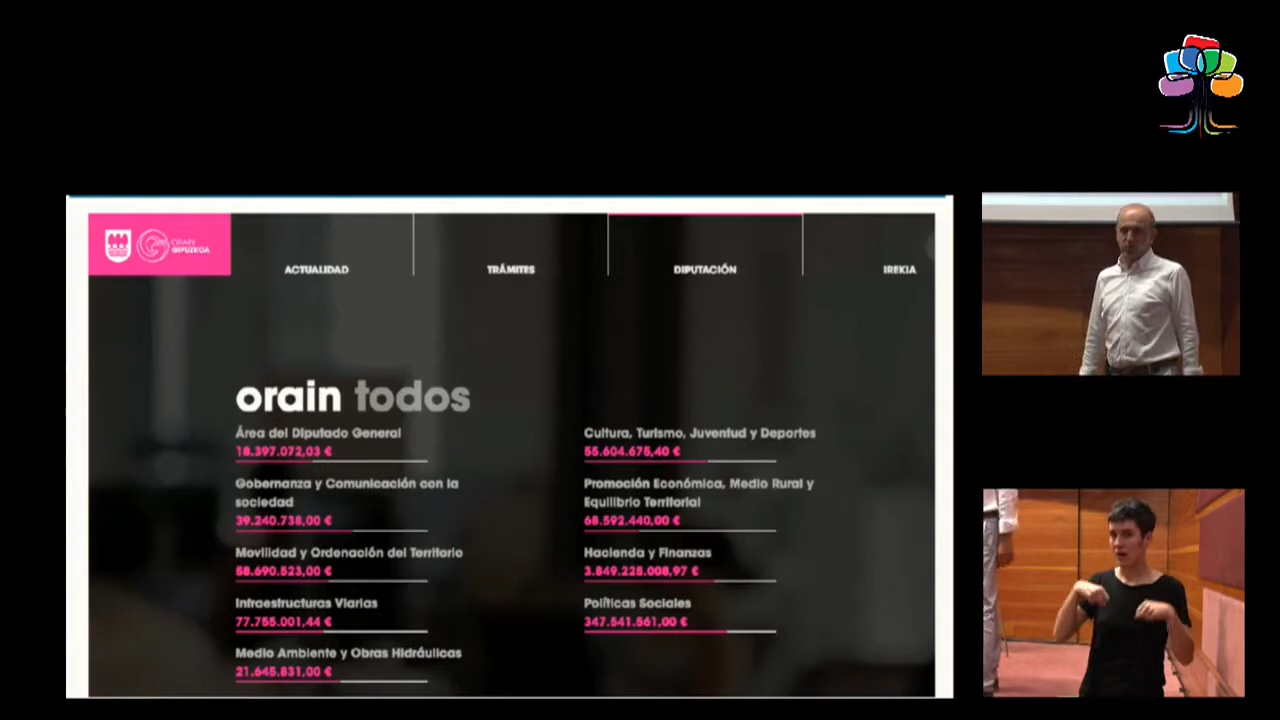 ORAIN
GIPUZKOA
ACTUALIDAD
TRÁMITES
DIPUTACIÓN
IREKIA
orain todos
Área del Diputado General
18.397.072,03 €
Gobernanza y Comunicación con la
sociedad
39.240.738,00 €
Movilidad y Ordenación del Territorio
58.690.523,00 €
Infraestructuras Viarias
77.755.001,44 €
Medio Ambiente y Obras Hidráulicas
21.645.831,00 €
Cultura, Turismo, Juventud y Deportes
55.604.675,40 €
Promoción Económica, Medio Rural y
Equilibrio Territorial
68.592.440,00 €
Hacienda y Finanzas
3.849.225.008,97 €
Políticas Sociales
347.541.561,00 €